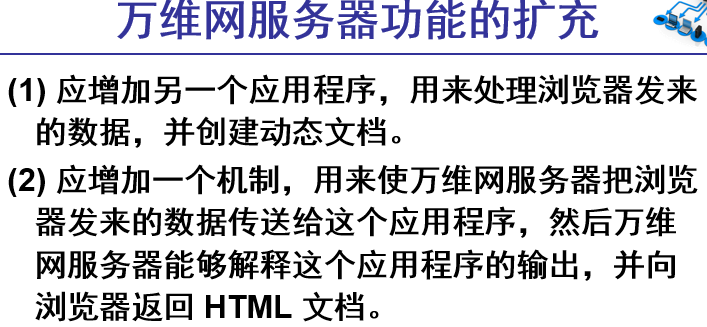 万维网服务器功能的扩充
(1) 应增加另一个应用程序，用来处理浏览器发来
的数据，并创建动态文档。
(2) 应增加一个机制，用来使万维网服务器把浏览
器发来的数据传送给这个应用程序，然后万维
网服务器能够解释这个应用程序的输出，并向
浏览器返回 HTML 文档。